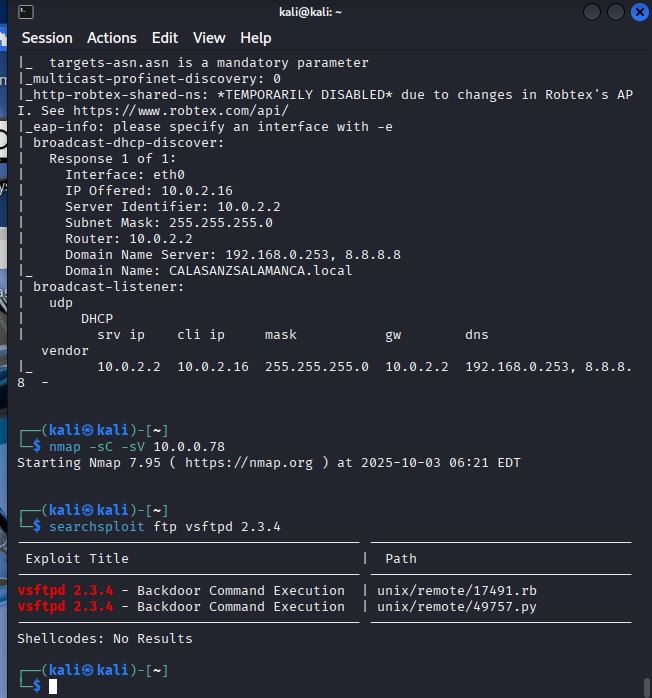 kali@kali: ~
Session Actions Edit View Help
|_  targets-asn.asn is a mandatory parameter
|_multicast-profinet-discovery: 0
|_http-robtex-shared-ns: *TEMPORARILY DISABLED* due to changes in Robtex's AP
I. See https://www.robtex.com/api/
|_eap-info: please specify an interface with -e
| broadcast-dhcp-discover:
|   Response 1 of 1:
|     Interface: eth0
|     IP Offered: 10.0.2.16
|     Server Identifier: 10.0.2.2
|     Subnet Mask: 255.255.255.0
|     Router: 10.0.2.2
|     Domain Name Server: 192.168.0.253, 8.8.8.8
|_    Domain Name: CALASANZSALAMANCA.local
| broadcast-listener:
|   udp
|       DHCP
|         srv ip    cli ip     mask           gw        dns
   vendor
|_        10.0.2.2  10.0.2.16  255.255.255.0  10.0.2.2  192.168.0.253, 8.8.8.
8  -
┌──(kali㉿kali)-[~]
└─$ nmap -sC -sV 10.0.0.78
Starting Nmap 7.95 ( https://nmap.org ) at 2025-10-03 06:21 EDT
┌──(kali㉿kali)-[~]
└─$ searchsploit ftp vsftpd 2.3.4
Exploit Title | Path
vsftpd 2.3.4 - Backdoor Command Execution | unix/remote/17491.rb
vsftpd 2.3.4 - Backdoor Command Execution | unix/remote/49757.py
Shellcodes: No Results
┌──(kali㉿kali)-[~]
└─$